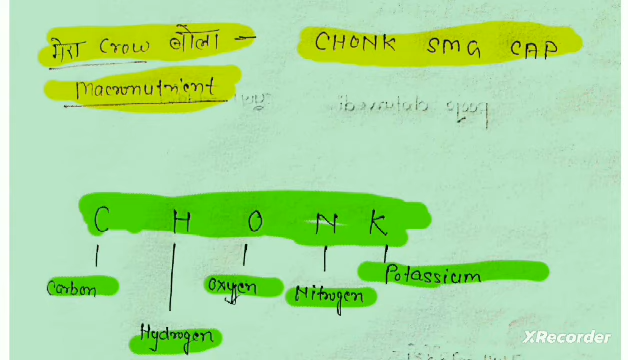 मेरा Crow बोला - CHONK SMG CAP
Macronutrient
C H O N K
Carbon
Hydrogen
Oxygen
Nitrogen
Potassium
XRecorder